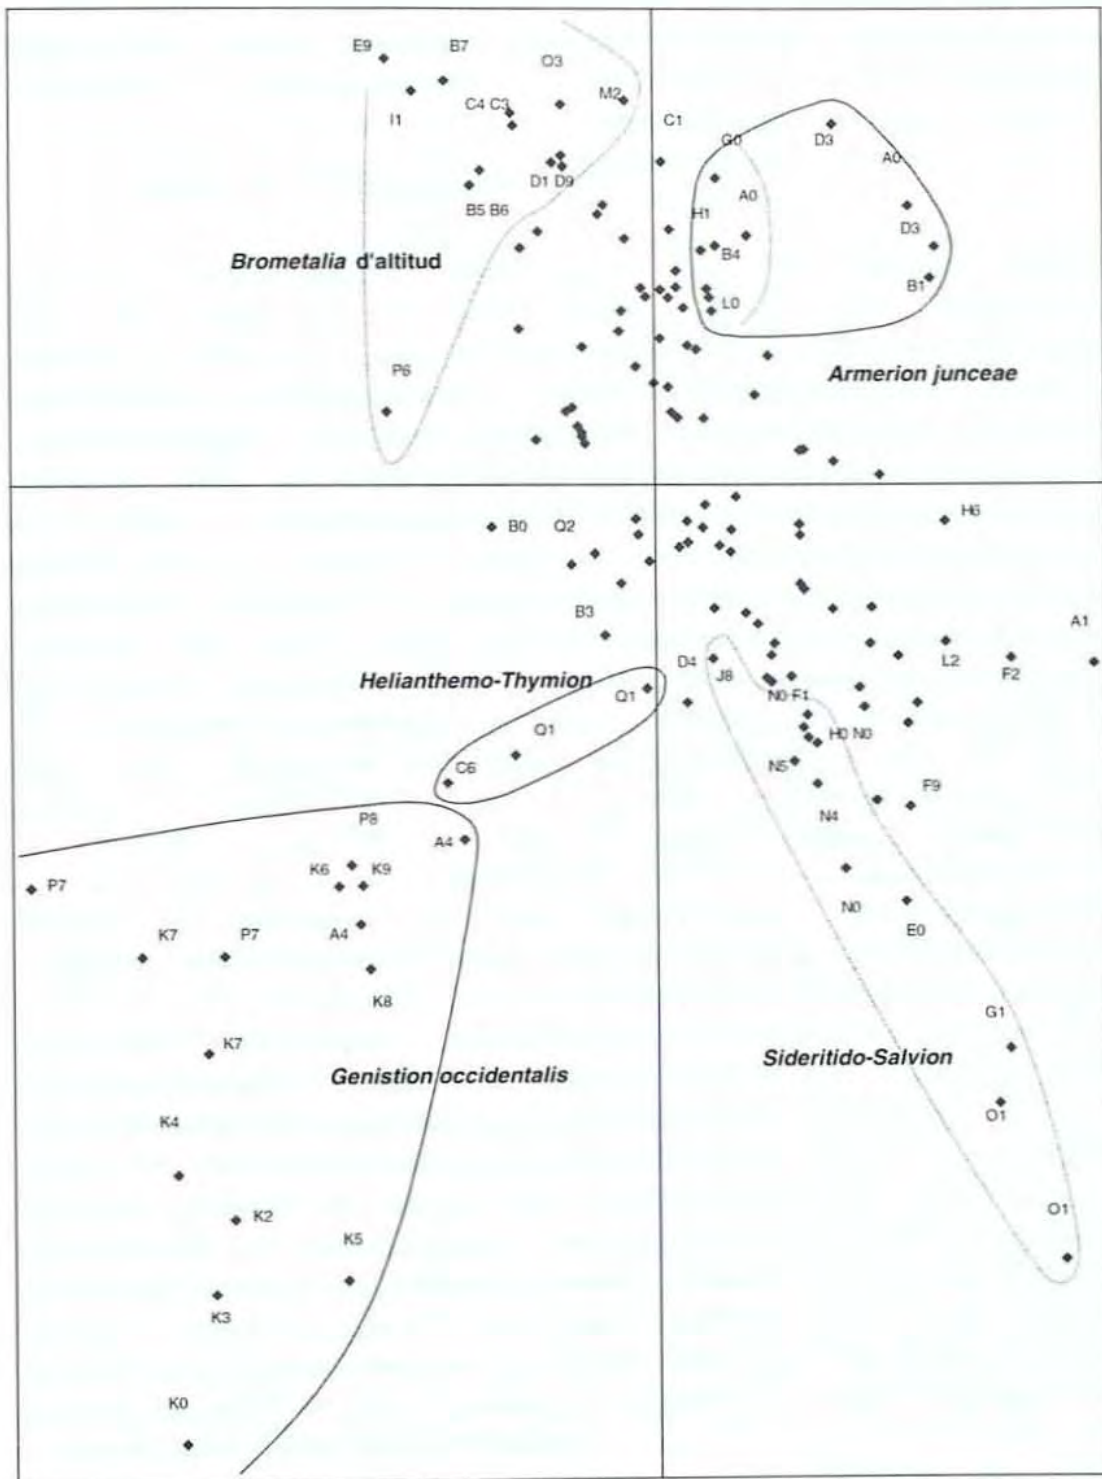 E9 B7 O3
I1 C4 C3 M2
C1
G0 D3 A0
D1 D9
A0
B5 B6 H1 D3
B4
Brometalia d'altitud
B1
L0
P6
Armerion junceae
B0 Q2 H6
B3 A1
D4 L2
J8 F2
Helianthemo-Thymion
Q1 N0 F1
Q1 H0 N0
C6 N5
F9
P8 N4
A4
K6 K9
P7 N0
A4 E0
K7 P7
K8
G1
K7
Sideritido-Salvion
Genistion occidentalis
O1
K4
K2 O1
K5
K3
K0